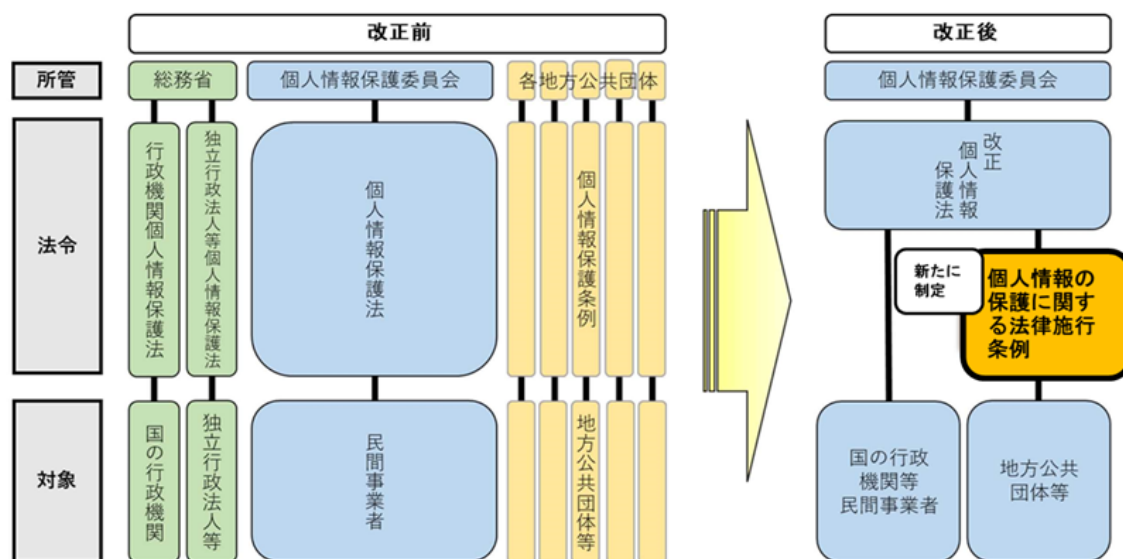 改正前
改正後
所管
総務省
個人情報保護委員会
各地方公共団体
個人情報保護委員会
法令
行政機関個人情報保護法
独立行政法人等個人情報保護法
個人情報保護法
個人情報保護条例
改正
個人情報
保護法
新たに
制定
個人情報の
保護に関す
る法律施行
条例
対象
国の行政機関
独立行政法人等
民間事業者
地方公共団体等
国の行政
機関等
民間事業者
地方公共
団体等